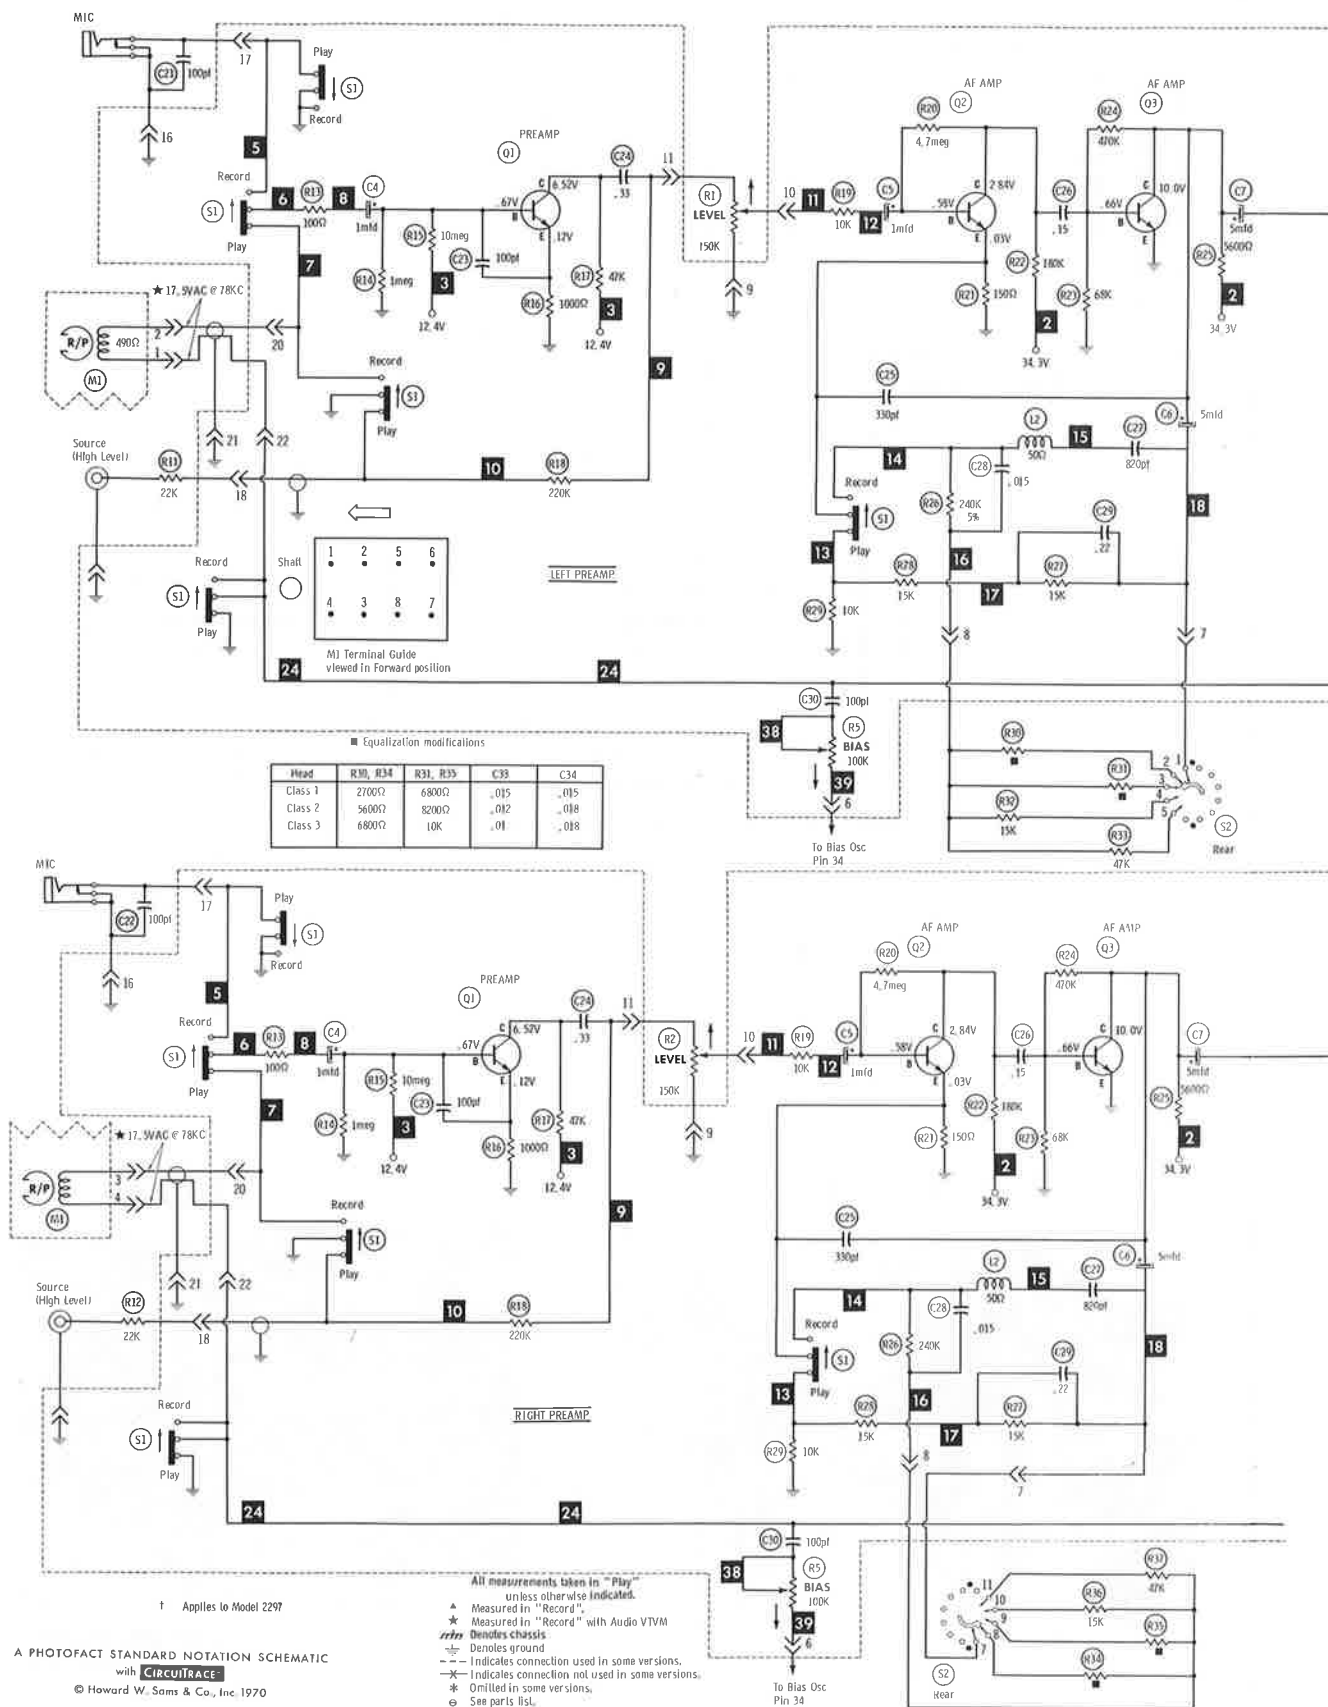 MIC
C21
100pf
17
16
Play
S1
Record
5
Record
S1
Play
6
R13
100Ω
8
C4
1mfd
PREAMP
Q1
.67V
B
C
6.52V
E
.12V
R15
10meg
3
12.4V
C23
100pf
R14
1meg
R16
1000Ω
R17
47K
3
12.4V
C24
.33
11
R1
LEVEL
150K
9
10
11
R19
10K
12
C5
1mfd
AF AMP
Q2
R20
4.7meg
C
2.84V
.58V
B
E
.03V
R21
150Ω
R22
180K
2
34.3V
C26
.15
AF AMP
Q3
R24
470K
C
10.0V
.66V
B
E
R23
68K
C7
5mfd
R25
5600Ω
2
34.3V
7
★ 17.5VAC @ 78KC
R/P
490Ω
M1
2
1
20
21
22
Record
S1
Play
9
Source
(High Level)
R11
22K
18
10
R18
220K
C25
330pf
C6
5mfd
14
L2
50Ω
15
C27
820pf
C28
.015
Record
S1
Play
R26
240K
5%
C29
.22
18
13
R28
15K
16
17
R27
15K
R29
10K
8
7
Record
S1
Play
Shaft
1 2 5 6
4 3 8 7
M1 Terminal Guide
viewed in Forward position
LEFT PREAMP
24
24
C30
100pf
38
R5
BIAS
100K
39
6
To Bias Osc
Pin 34
R30
■
R31
■
R32
15K
R33
47K
1
2
3
4
5
S2
Rear
■ Equalization modifications
Head R30, R34 R31, R35 C33 C34
Class 1 2700Ω 6800Ω .015 .015
Class 2 5600Ω 8200Ω .012 .018
Class 3 6800Ω 10K .01 .018
MIC
C22
100pf
17
16
Play
S1
Record
5
Record
S1
Play
6
R13
100Ω
8
C4
1mfd
PREAMP
Q1
.67V
B
C
6.52V
E
.12V
R15
10meg
3
12.4V
C23
100pf
R14
1meg
R16
1000Ω
R17
47K
3
12.4V
C24
.33
11
R2
LEVEL
150K
9
10
11
R19
10K
12
C5
1mfd
AF AMP
Q2
R20
4.7meg
C
2.84V
.58V
B
E
.03V
R21
150Ω
R22
180K
2
34.3V
C26
.15
AF AMP
Q3
R24
470K
C
10.0V
.66V
B
E
R23
68K
C7
5mfd
R25
5600Ω
2
34.3V
7
★ 17.5VAC @ 78KC
R/P
M1
3
4
20
21
22
Record
S1
Play
9
Source
(High Level)
R12
22K
18
10
R18
220K
C25
330pf
C6
5mfd
14
L2
50Ω
15
C27
820pf
C28
.015
Record
S1
Play
R26
240K
C29
.22
18
13
R28
15K
16
17
R27
15K
R29
10K
8
7
Record
S1
Play
RIGHT PREAMP
24
24
C30
100pf
38
R5
BIAS
100K
39
6
To Bias Osc
Pin 34
11
10
9
8
7
S2
Rear
R37
47K
R36
15K
R35
■
R34
■
† Applies to Model 2297
All measurements taken in "Play"
unless otherwise indicated.
▲ Measured in "Record".
★ Measured in "Record" with Audio VTVM
Denotes chassis
Denotes ground
--- Indicates connection used in some versions.
—X— Indicates connection not used in some versions.
* Omitted in some versions.
⊖ See parts list.
A PHOTOFACT STANDARD NOTATION SCHEMATIC
with CIRCUITRACE
© Howard W. Sams & Co., Inc. 1970